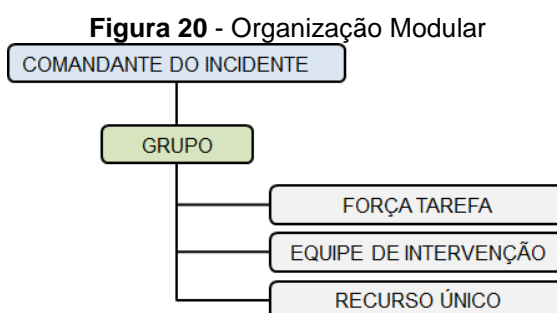 Figura 20 - Organização Modular
COMANDANTE DO INCIDENTE
GRUPO
FORÇA TAREFA
EQUIPE DE INTERVENÇÃO
RECURSO ÚNICO